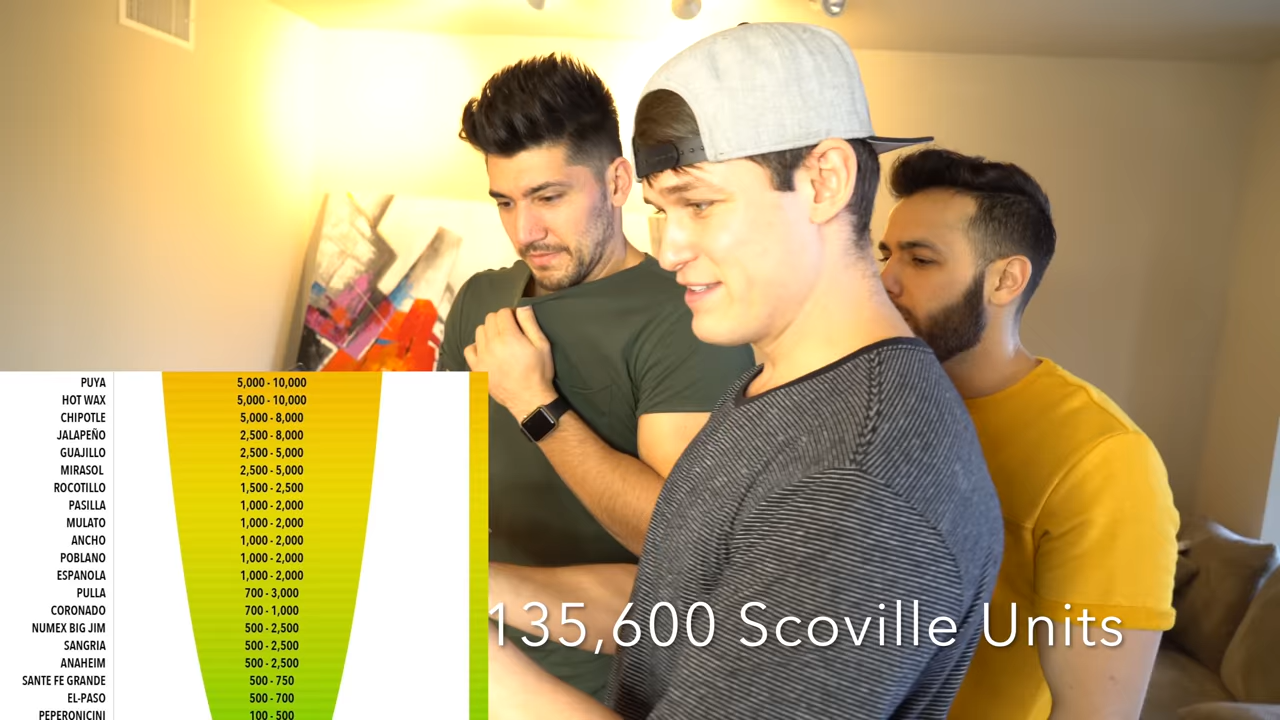 PUYA 5,000 - 10,000
HOT WAX 5,000 - 10,000
CHIPOTLE 5,000 - 8,000
JALAPEÑO 2,500 - 8,000
GUAJILLO 2,500 - 5,000
MIRASOL 2,500 - 5,000
ROCOTILLO 1,500 - 2,500
PASILLA 1,000 - 2,000
MULATO 1,000 - 2,000
ANCHO 1,000 - 2,000
POBLANO 1,000 - 2,000
ESPANOLA 1,000 - 2,000
PULLA 700 - 3,000
CORONADO 700 - 1,000
NUMEX BIG JIM 500 - 2,500
SANGRIA 500 - 2,500
ANAHEIM 500 - 2,500
SANTE FE GRANDE 500 - 750
EL-PASO 500 - 700
PEPERONICINI 100 - 500
135,600 Scoville Units